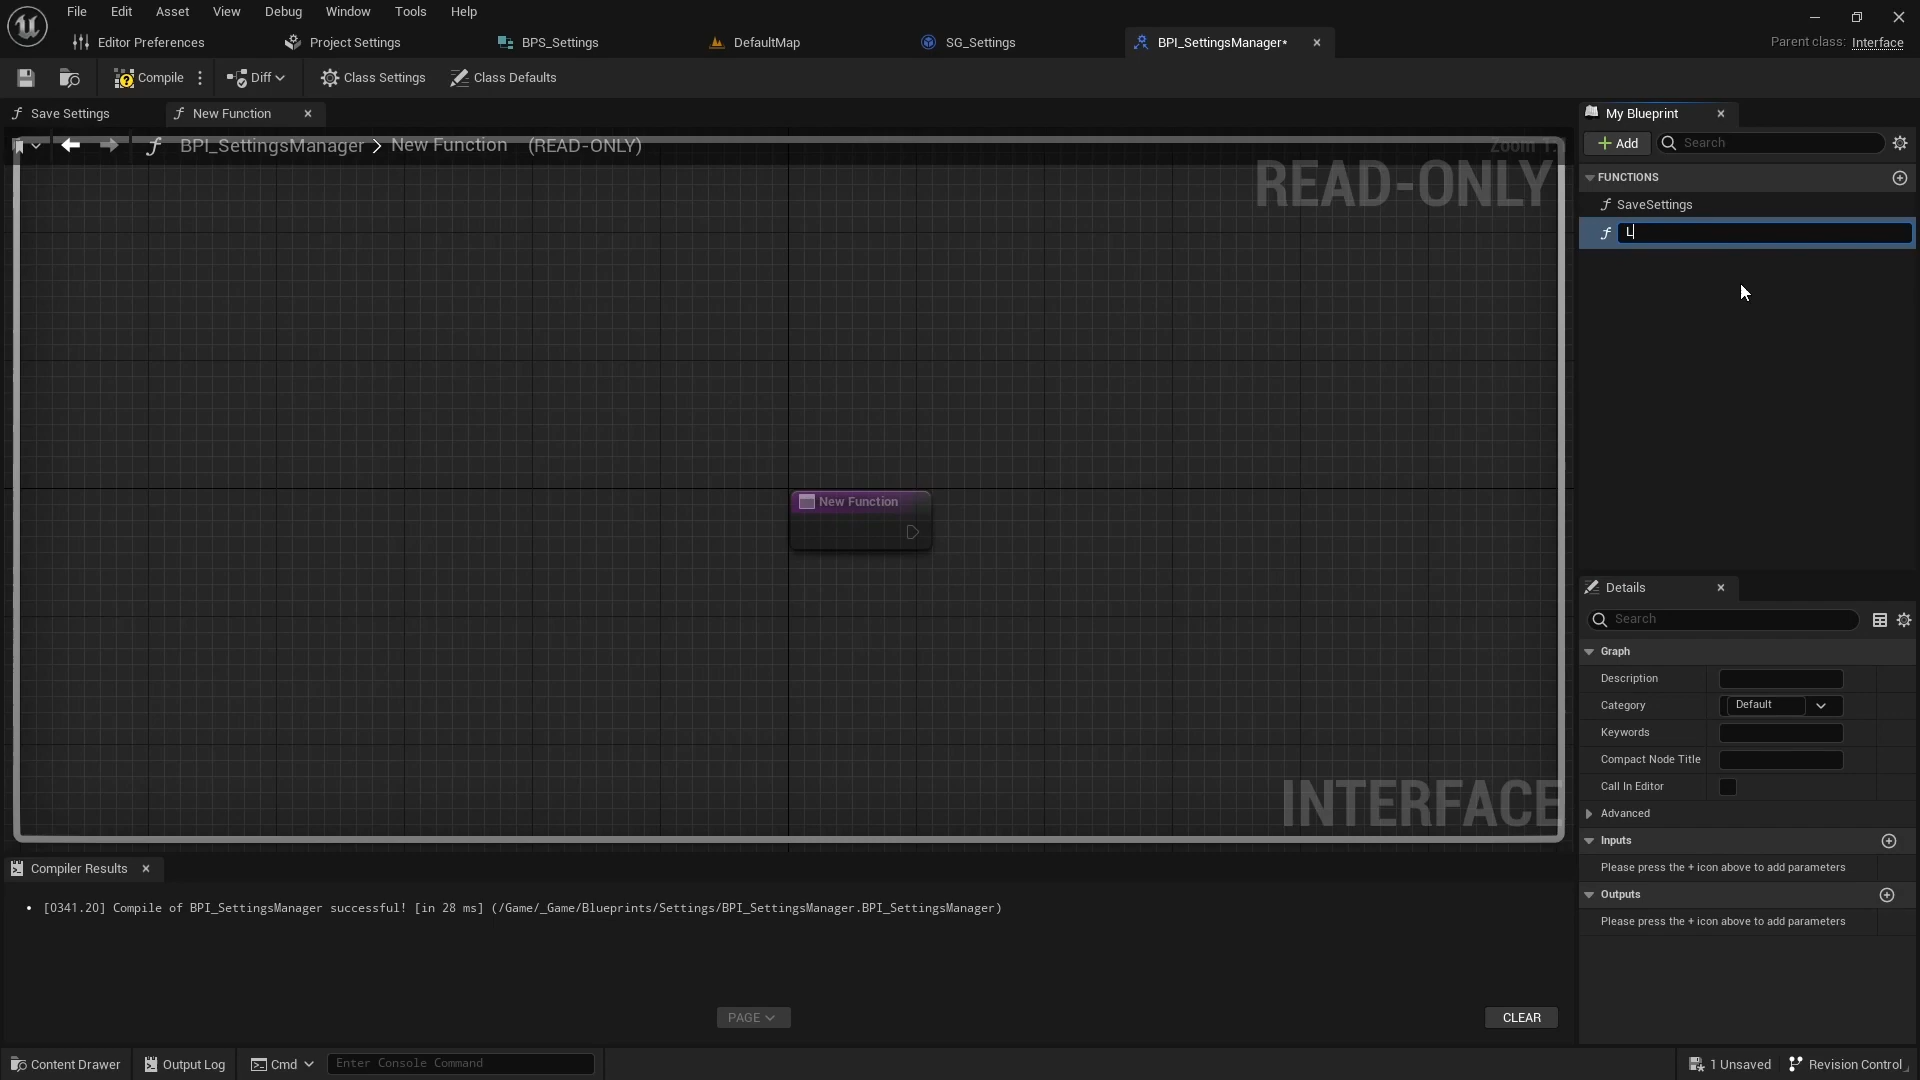 File Edit Asset View Debug Window Tools Help
Editor Preferences Project Settings BPS_Settings DefaultMap SG_Settings BPI_SettingsManager* Parent class: Interface
Compile Diff Class Settings Class Defaults
Save Settings New Function
BPI_SettingsManager > New Function (READ-ONLY)
READ-ONLY
New Function
INTERFACE
My Blueprint
Add Search
FUNCTIONS
SaveSettings
L
Details
Search
Graph
Description
Category Default
Keywords
Compact Node Title
Call In Editor
Advanced
Inputs
Please press the + icon above to add parameters
Outputs
Please press the + icon above to add parameters
Compiler Results
[0341.20] Compile of BPI_SettingsManager successful! [in 28 ms] (/Game/_Game/Blueprints/Settings/BPI_SettingsManager.BPI_SettingsManager)
PAGE CLEAR
Content Drawer Output Log Cmd Enter Console Command 1 Unsaved Revision Control